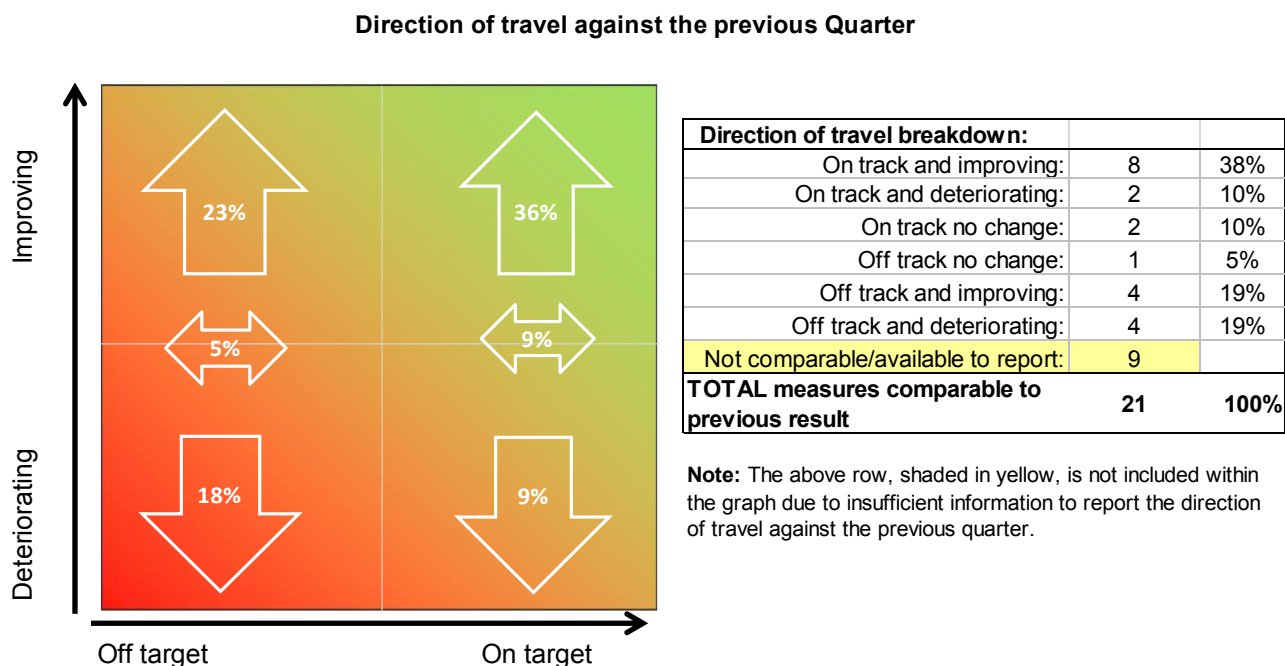 Direction of travel against the previous Quarter
Improving
Deteriorating
23%
36%
5%
9%
18%
9%
Off target
On target
Direction of travel breakdown:
On track and improving: 8 38%
On track and deteriorating: 2 10%
On track no change: 2 10%
Off track no change: 1 5%
Off track and improving: 4 19%
Off track and deteriorating: 4 19%
Not comparable/available to report: 9
TOTAL measures comparable to
previous result 21 100%
Note: The above row, shaded in yellow, is not included within
the graph due to insufficient information to report the direction
of travel against the previous quarter.